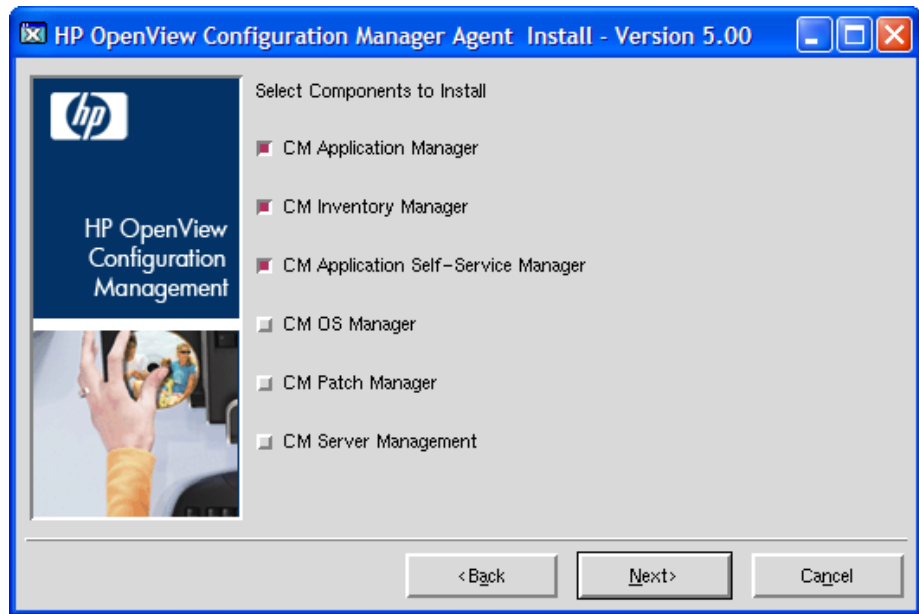 HP OpenView Configuration Manager Agent Install - Version 5.00
hp
HP OpenView
Configuration
Management
Select Components to Install
CM Application Manager
CM Inventory Manager
CM Application Self-Service Manager
CM OS Manager
CM Patch Manager
CM Server Management
<Back
Next>
Cancel